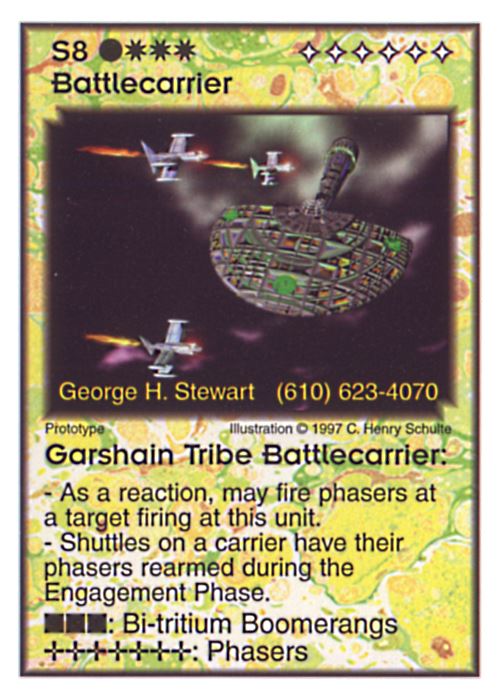 S8
Battlecarrier
George H. Stewart (610) 623-4070
Prototype Illustration © 1997 C. Henry Schulte
Garshain Tribe Battlecarrier:
- As a reaction, may fire phasers at
a target firing at this unit.
- Shuttles on a carrier have their
phasers rearmed during the
Engagement Phase.
: Bi-tritium Boomerangs
: Phasers